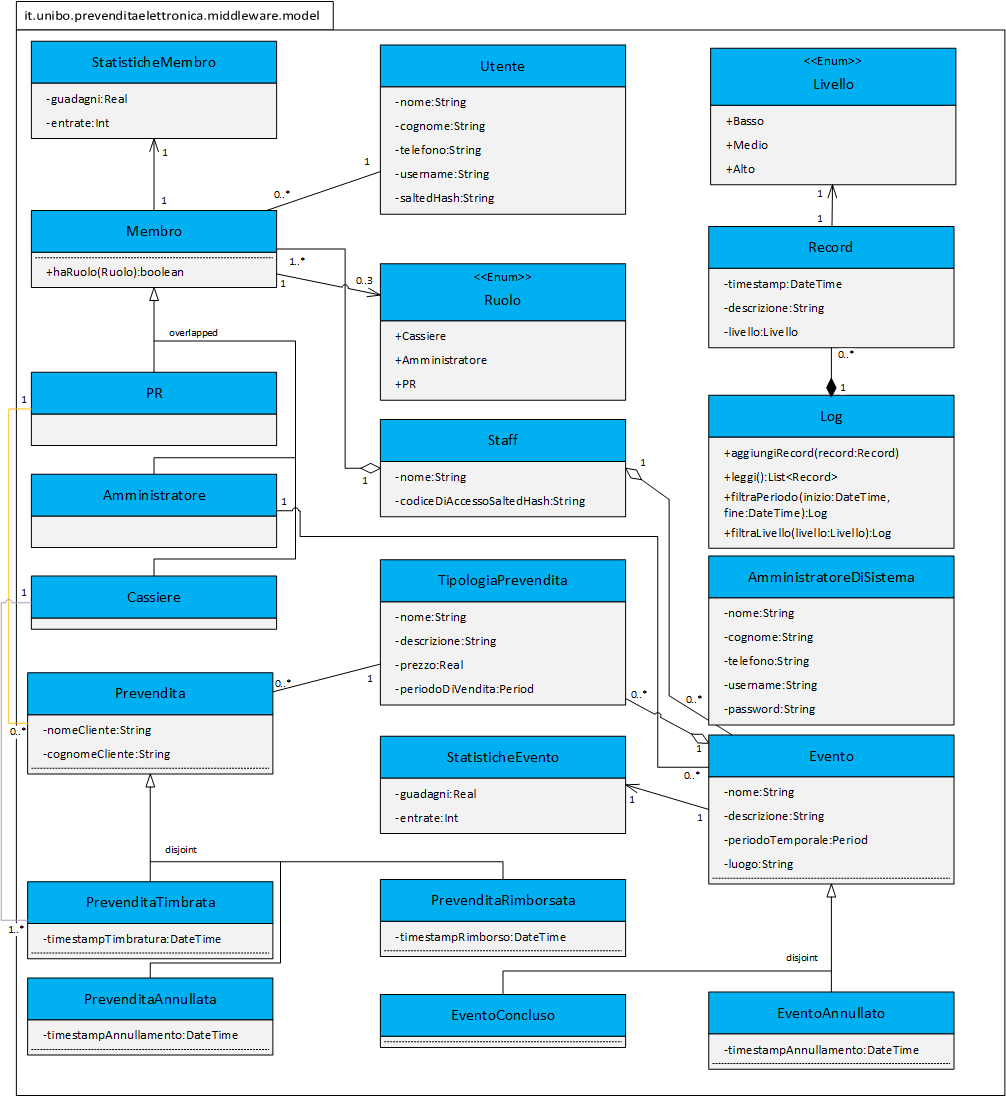 it.unibo.prevenditaelettronica.middleware.model
StatisticheMembro
-guadagni:Real
-entrate:Int
1
1
Utente
-nome:String
-cognome:String
-telefono:String
-username:String
-saltedHash:String
1
0..*
<<Enum>>
Livello
+Basso
+Medio
+Alto
1
1
Membro
+haRuolo(Ruolo):boolean
1..*
1
0..3
<<Enum>>
Ruolo
+Cassiere
+Amministratore
+PR
Record
-timestamp:DateTime
-descrizione:String
-livello:Livello
0..*
1
overlapped
PR
1
Staff
-nome:String
-codiceDiAccessoSaltedHash:String
1
1
Log
+aggiungiRecord(record:Record)
+leggi():List<Record>
+filtraPeriodo(inizio:DateTime,
fine:DateTime):Log
+filtraLivello(livello:Livello):Log
Amministratore
1
Cassiere
1
TipologiaPrevendita
-nome:String
-descrizione:String
-prezzo:Real
-periodoDiVendita:Period
1
0..*
0..*
AmministratoreDiSistema
-nome:String
-cognome:String
-telefono:String
-username:String
-password:String
0..*
Prevendita
-nomeCliente:String
-cognomeCliente:String
0..*
StatisticheEvento
-guadagni:Real
-entrate:Int
1
1
0..*
1
Evento
-nome:String
-descrizione:String
-periodoTemporale:Period
-luogo:String
disjoint
PrevenditaTimbrata
-timestampTimbratura:DateTime
1..*
PrevenditaRimborsata
-timestampRimborso:DateTime
disjoint
PrevenditaAnnullata
-timestampAnnullamento:DateTime
EventoConcluso
EventoAnnullato
-timestampAnnullamento:DateTime